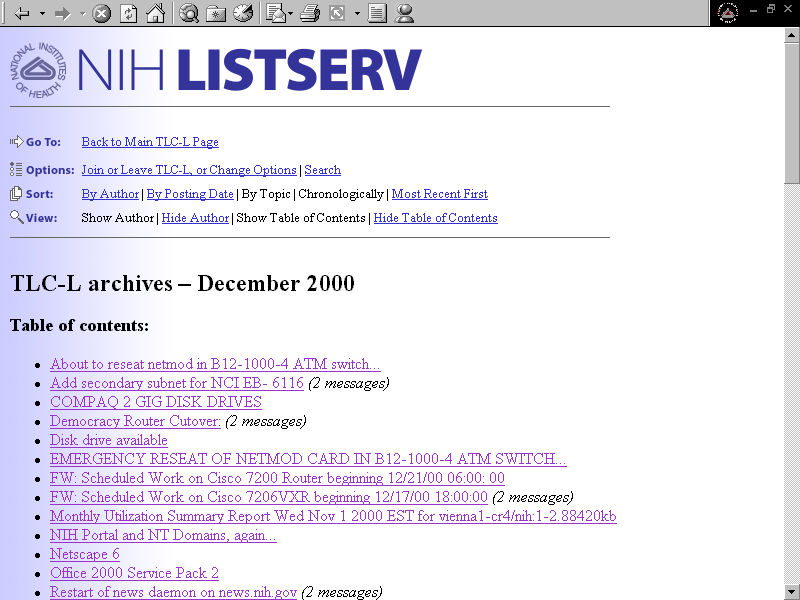 NATIONAL INSTITUTES OF HEALTH
NIH LISTSERV
Go To: Back to Main TLC-L Page
Options: Join or Leave TLC-L, or Change Options | Search
Sort: By Author | By Posting Date | By Topic | Chronologically | Most Recent First
View: Show Author | Hide Author | Show Table of Contents | Hide Table of Contents
TLC-L archives – December 2000
Table of contents:
About to reseat netmod in B12-1000-4 ATM switch...
Add secondary subnet for NCI EB- 6116 (2 messages)
COMPAQ 2 GIG DISK DRIVES
Democracy Router Cutover: (2 messages)
Disk drive available
EMERGENCY RESEAT OF NETMOD CARD IN B12-1000-4 ATM SWITCH...
FW: Scheduled Work on Cisco 7200 Router beginning 12/21/00 06:00: 00
FW: Scheduled Work on Cisco 7206VXR beginning 12/17/00 18:00:00 (2 messages)
Monthly Utilization Summary Report Wed Nov 1 2000 EST for vienna1-cr4/nih:1-2.88420kb
NIH Portal and NT Domains, again...
Netscape 6
Office 2000 Service Pack 2
Restart of news daemon on news.nih.gov (2 messages)